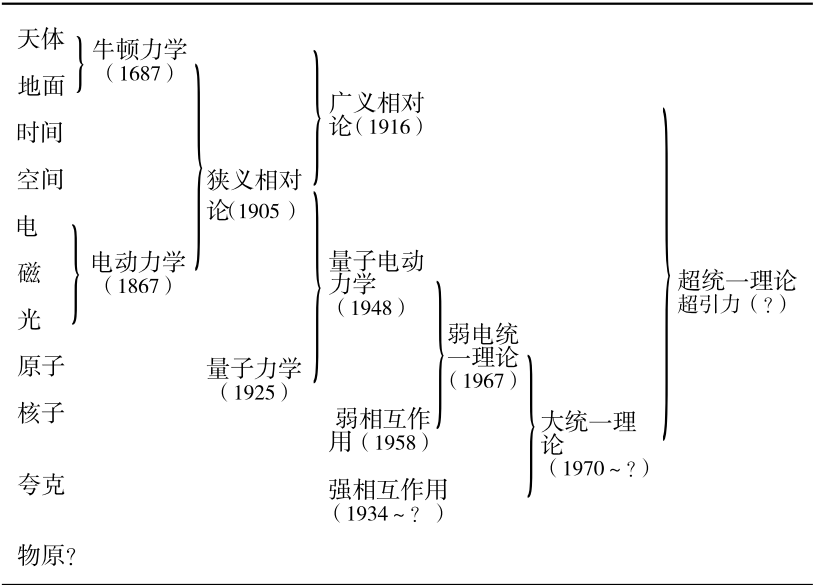 天体
地面
时间
空间
电
磁
光
原子
核子
夸克
物原?
牛顿力学
(1687)
电动力学
(1867)
狭义相对
论(1905 )
量子力学
(1925)
广义相对
论(1916)
量子电动
力学
(1948)
弱相互作
用(1958)
强相互作用
(1934~? )
弱电统
一理论
(1967)
大统一理
论
(1970~?)
超统一理论
超引力(?)